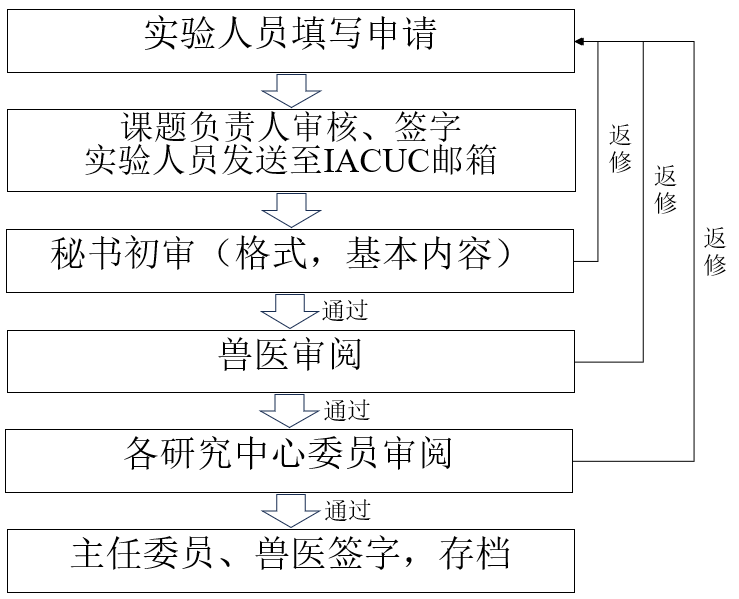 实验人员填写申请
课题负责人审核、签字
实验人员发送至IACUC邮箱
返修
返修
返修
秘书初审（格式，基本内容）
通过
兽医审阅
通过
各研究中心委员审阅
通过
主任委员、兽医签字，存档